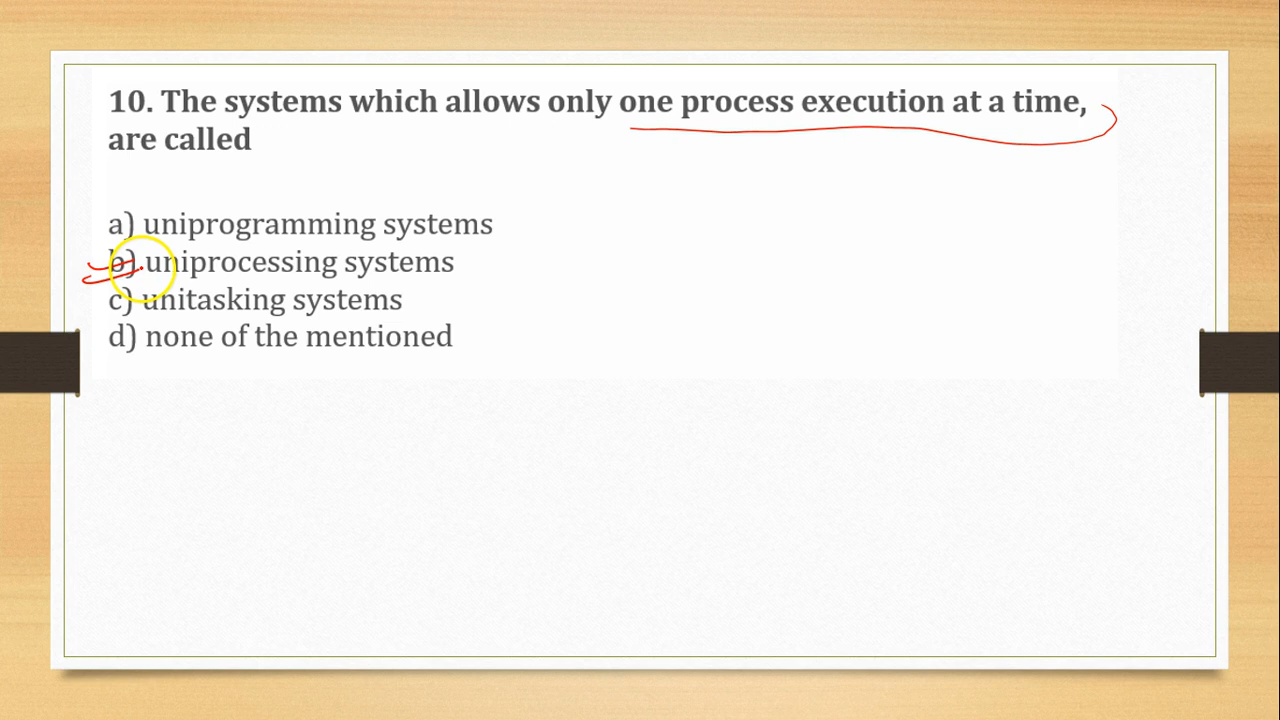 10. The systems which allows only one process execution at a time,
are called
a) uniprogramming systems
b) uniprocessing systems
c) unitasking systems
d) none of the mentioned